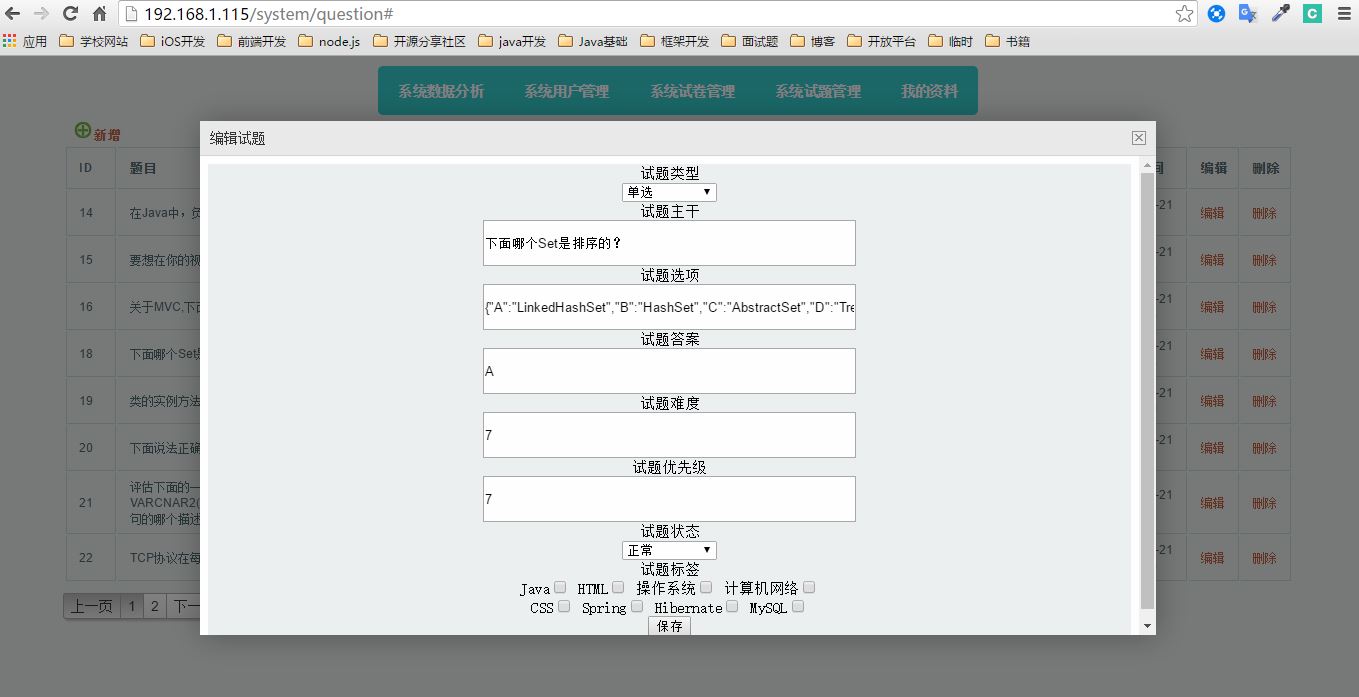 192.168.1.115/system/question#
应用 学校网站 iOS开发 前端开发 node.js 开源分享社区 java开发 Java基础 框架开发 面试题 博客 开放平台 临时 书籍
系统数据分析 系统用户管理 系统试卷管理 系统试题管理 我的资料
新增
编辑试题
ID 题目 编辑 删除
试题类型
单选
试题主干
14 在Java中, -21 编辑 删除
下面哪个Set是排序的?
15 要想在你的视 -21 编辑 删除
试题选项
16 关于MVC,下面 -21 编辑 删除
{"A":"LinkedHashSet","B":"HashSet","C":"AbstractSet","D":"Tre
试题答案
18 下面哪个Set是 -21 编辑 删除
A
19 类的实例方法 -21 编辑 删除
试题难度
7
20 下面说法正确 -21 编辑 删除
试题优先级
评估下面的一
21 VARCNAR2( -21 编辑 删除
句的哪个描述
7
试题状态
正常
22 TCP协议在每 -21 编辑 删除
试题标签
Java HTML 操作系统 计算机网络
CSS Spring Hibernate MySQL
上一页 1 2 下一
保存